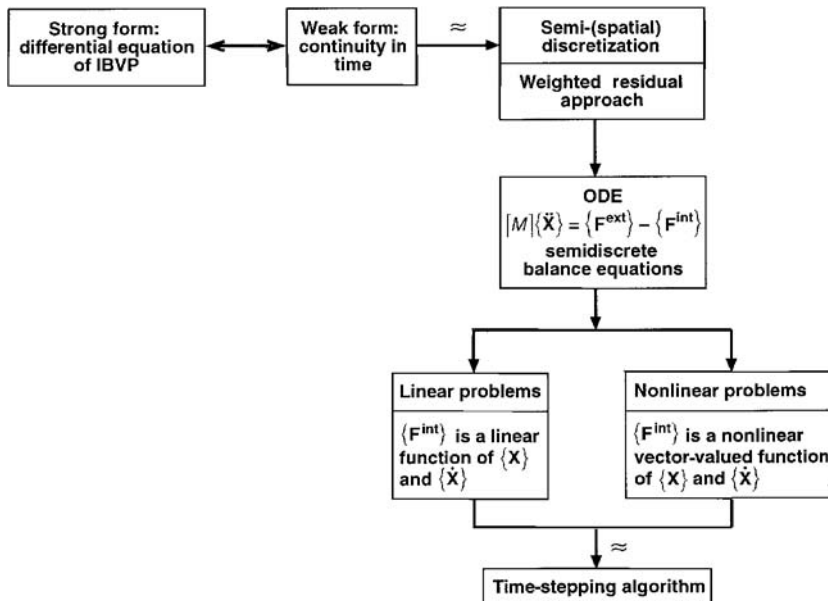 Strong form:
differential equation
of IBVP
Weak form:
continuity in
time
≈
Semi-(spatial)
discretization
Weighted residual
approach
ODE
⌈M⌋{Ẍ} = {F^ext} − {F^int}
semidiscrete
balance equations
Linear problems
{F^int} is a linear
function of {X}
and {Ẋ}
Nonlinear problems
{F^int} is a nonlinear
vector-valued function
of {X} and {Ẋ}
≈
Time-stepping algorithm